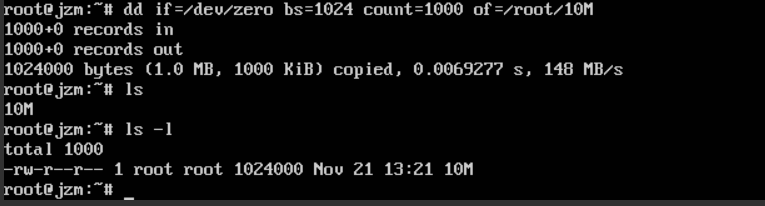 root@jzm:~# dd if=/dev/zero bs=1024 count=1000 of=/root/10M
1000+0 records in
1000+0 records out
1024000 bytes (1.0 MB, 1000 KiB) copied, 0.0069277 s, 148 MB/s
root@jzm:~# ls
10M
root@jzm:~# ls -l
total 1000
-rw-r--r-- 1 root root 1024000 Nov 21 13:21 10M
root@jzm:~# _